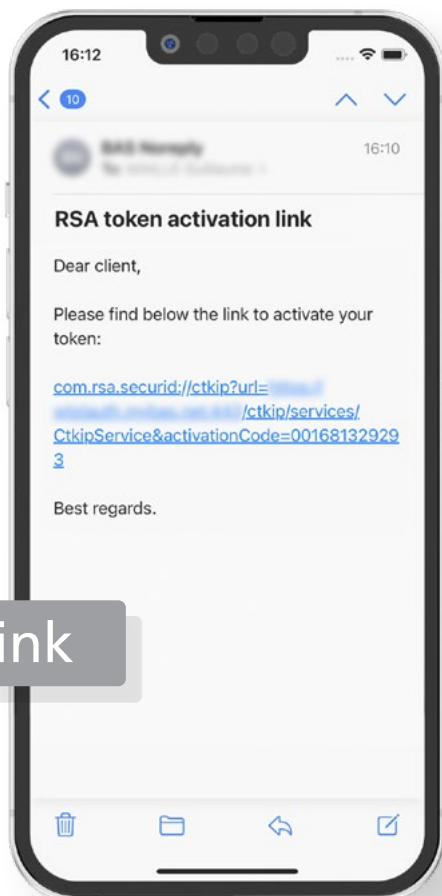 16:12
10
16:10
To:
RSA token activation link
Dear client,
Please find below the link to activate your
token:
com.rsa.securid://ctkip?url=
/ctkip/services/
CtkipService&activationCode=00168132929
3
Best regards.
ink